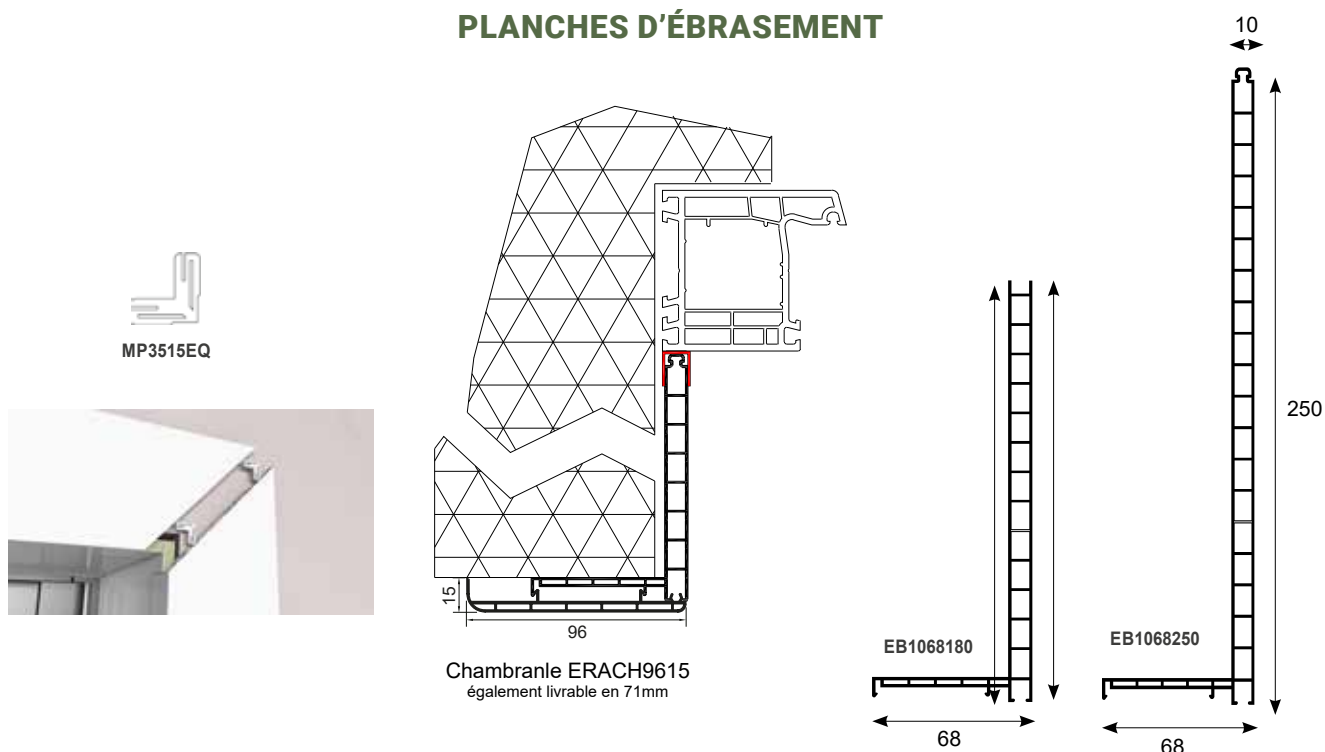 PLANCHES D’ÉBRASEMENT
10
MP3515EQ
250
15
96
Chambranle ERACH9615
également livrable en 71mm
EB1068180
68
EB1068250
68